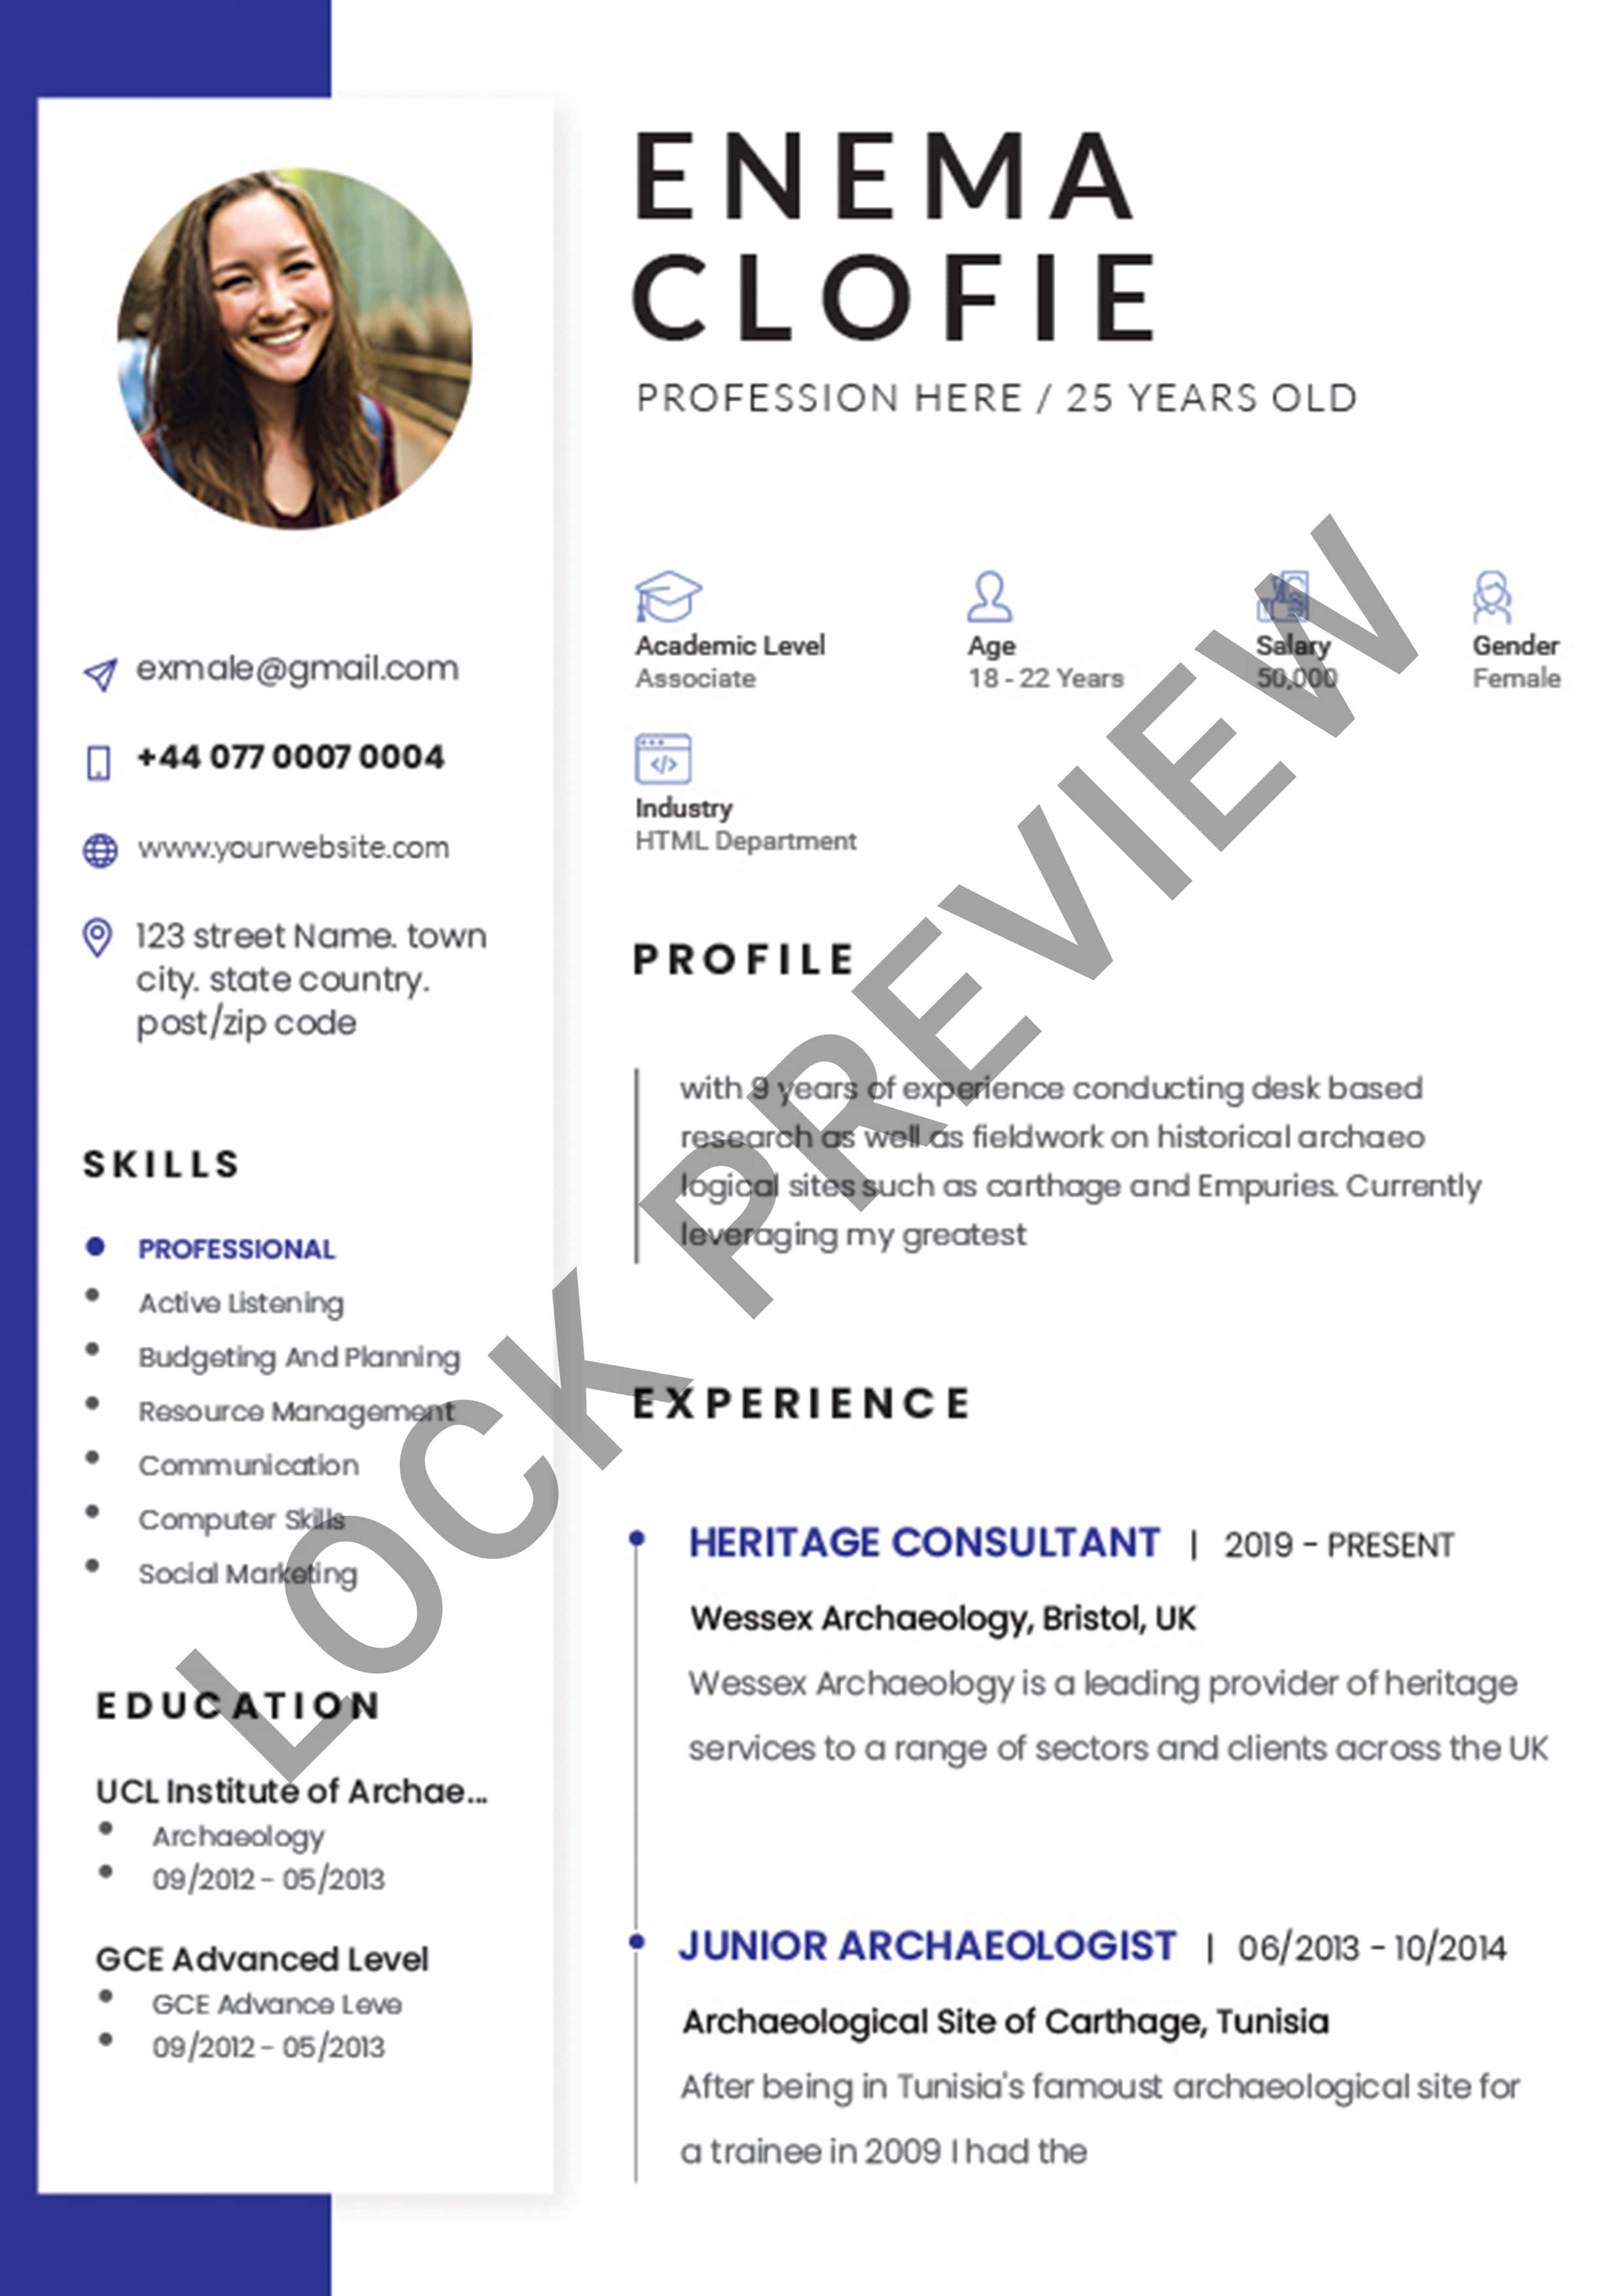 ENEMA
CLOFIE
PROFESSION HERE / 25 YEARS OLD
exmale@gmail.com
+44 077 0007 0004
www.yourwebsite.com
123 street Name. town
city. state country.
post/zip code
SKILLS
PROFESSIONAL
Active Listening
Budgeting And Planning
Resource Management
Communication
Computer Skills
Social Marketing
EDUCATION
UCL Institute of Archae...
Archaeology
09/2012 - 05/2013
GCE Advanced Level
GCE Advance Leve
09/2012 - 05/2013
Academic Level
Associate
Age
18 - 22 Years
Salary
50,000
Gender
Female
Industry
HTML Department
PROFILE
with 9 years of experience conducting desk based
research as well as fieldwork on historical archaeo
logical sites such as carthage and Empuries. Currently
leveraging my greatest
EXPERIENCE
HERITAGE CONSULTANT | 2019 - PRESENT
Wessex Archaeology, Bristol, UK
Wessex Archaeology is a leading provider of heritage
services to a range of sectors and clients across the UK
JUNIOR ARCHAEOLOGIST | 06/2013 - 10/2014
Archaeological Site of Carthage, Tunisia
After being in Tunisia's famoust archaeological site for
a trainee in 2009 I had the
LOCK PREVIEW